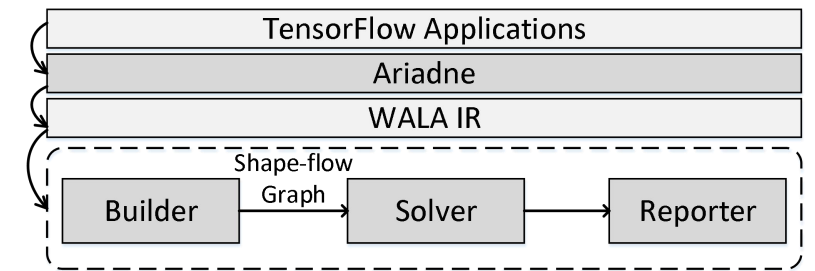 TensorFlow Applications
Ariadne
WALA IR
Shape-flow
Graph
Builder
Solver
Reporter